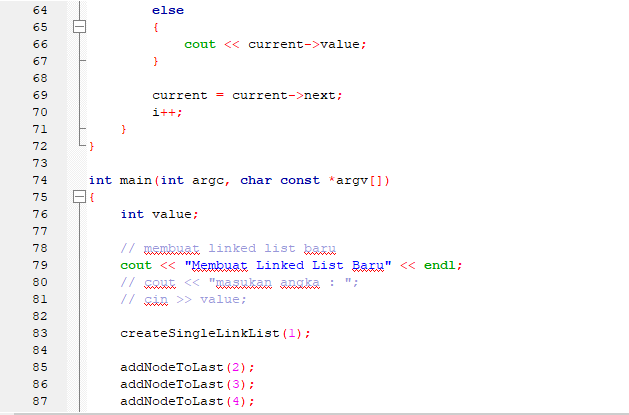 64 else
65 {
66 cout << current->value;
67 }
68
69 current = current->next;
70 i++;
71 }
72 }
73
74 int main(int argc, char const *argv[])
75 {
76 int value;
77
78 // membuat linked list baru
79 cout << "Membuat Linked List Baru" << endl;
80 // cout << "masukan angka : ";
81 // cin >> value;
82
83 createSingleLinkList(1);
84
85 addNodeToLast(2);
86 addNodeToLast(3);
87 addNodeToLast(4);